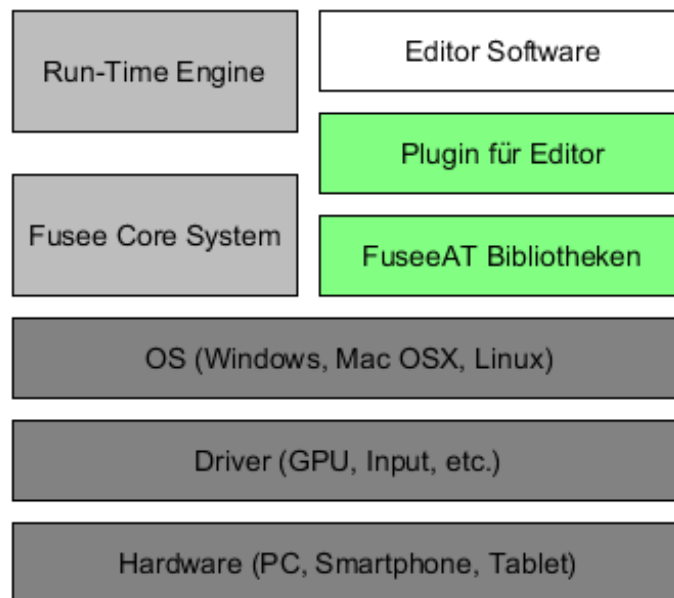 Run-Time Engine
Editor Software
Plugin für Editor
Fusee Core System
FuseeAT Bibliotheken
OS (Windows, Mac OSX, Linux)
Driver (GPU, Input, etc.)
Hardware (PC, Smartphone, Tablet)